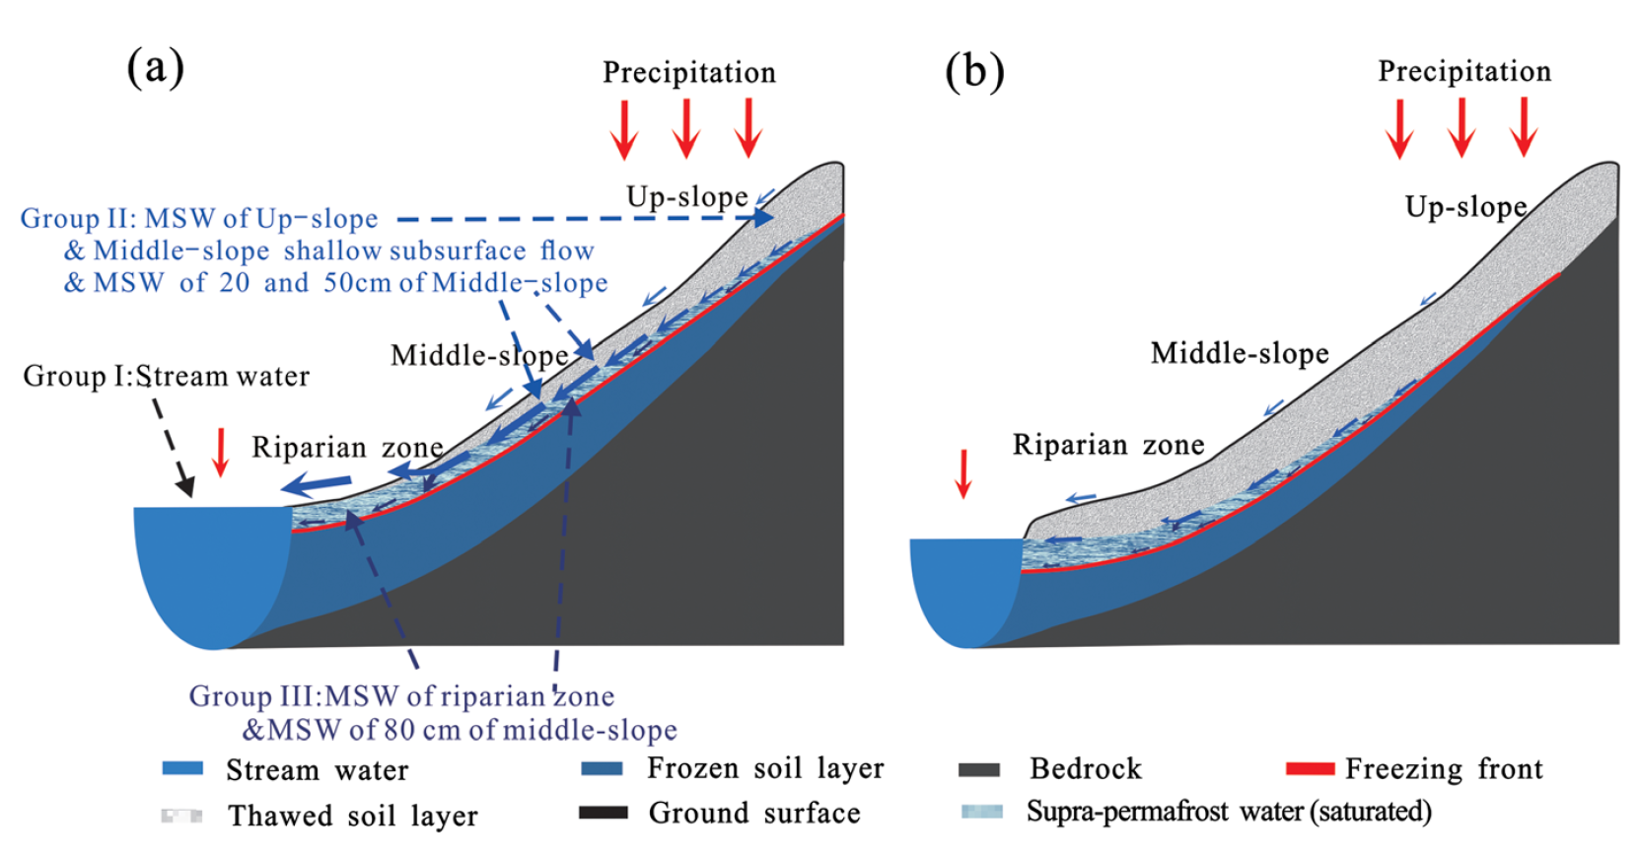 (a)
Precipitation
Up-slope
Group II: MSW of Up-slope
& Middle-slope shallow subsurface flow
& MSW of 20 and 50cm of Middle-slope
Middle-slope
Group I:Stream water
Riparian zone
Group III:MSW of riparian zone
&MSW of 80 cm of middle-slope
(b)
Precipitation
Up-slope
Middle-slope
Riparian zone
Stream water
Frozen soil layer
Bedrock
Freezing front
Thawed soil layer
Ground surface
Supra-permafrost water (saturated)